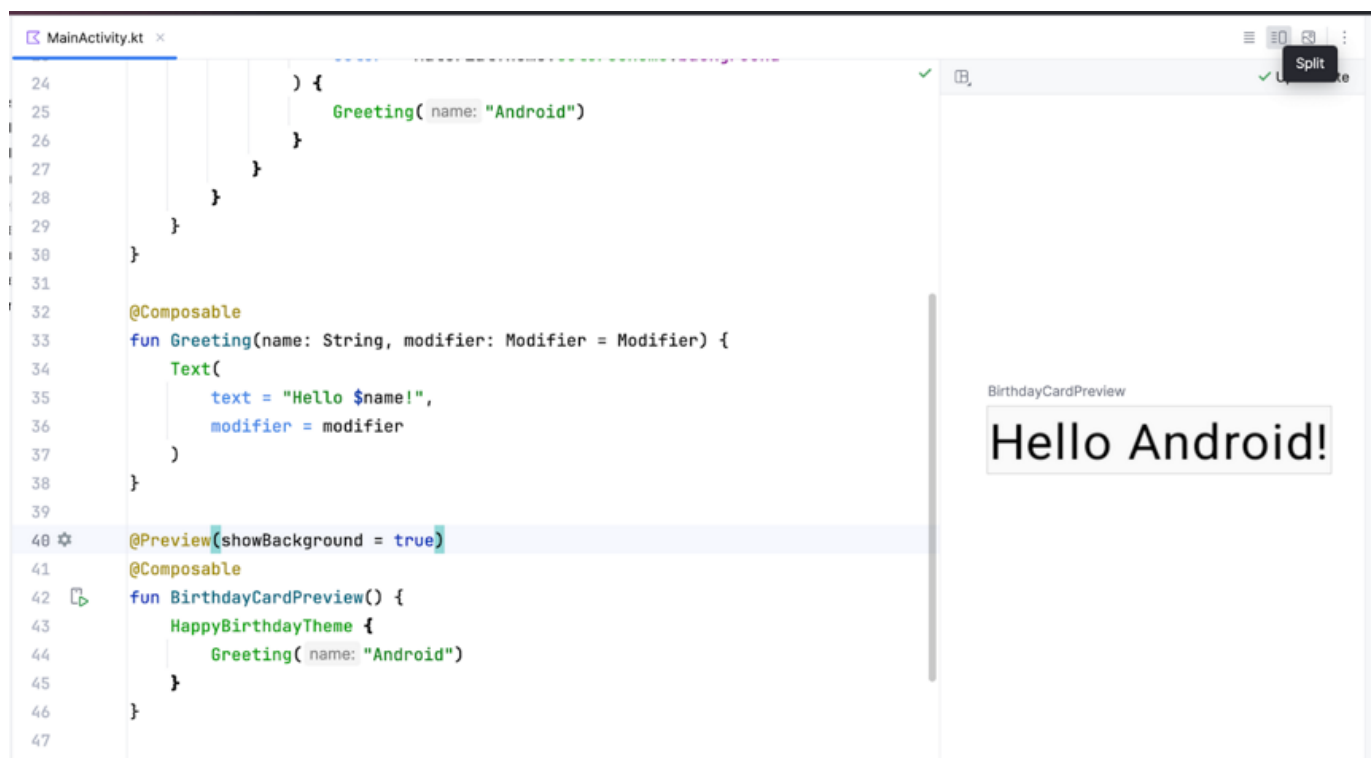 MainActivity.kt
Split
24 ) {
25 Greeting( name: "Android")
26 }
27 }
28 }
29 }
30 }
31
32 @Composable
33 fun Greeting(name: String, modifier: Modifier = Modifier) {
34 Text(
35 text = "Hello $name!",
36 modifier = modifier
37 )
38 }
39
40 @Preview(showBackground = true)
41 @Composable
42 fun BirthdayCardPreview() {
43 HappyBirthdayTheme {
44 Greeting( name: "Android")
45 }
46 }
47
BirthdayCardPreview
Hello Android!